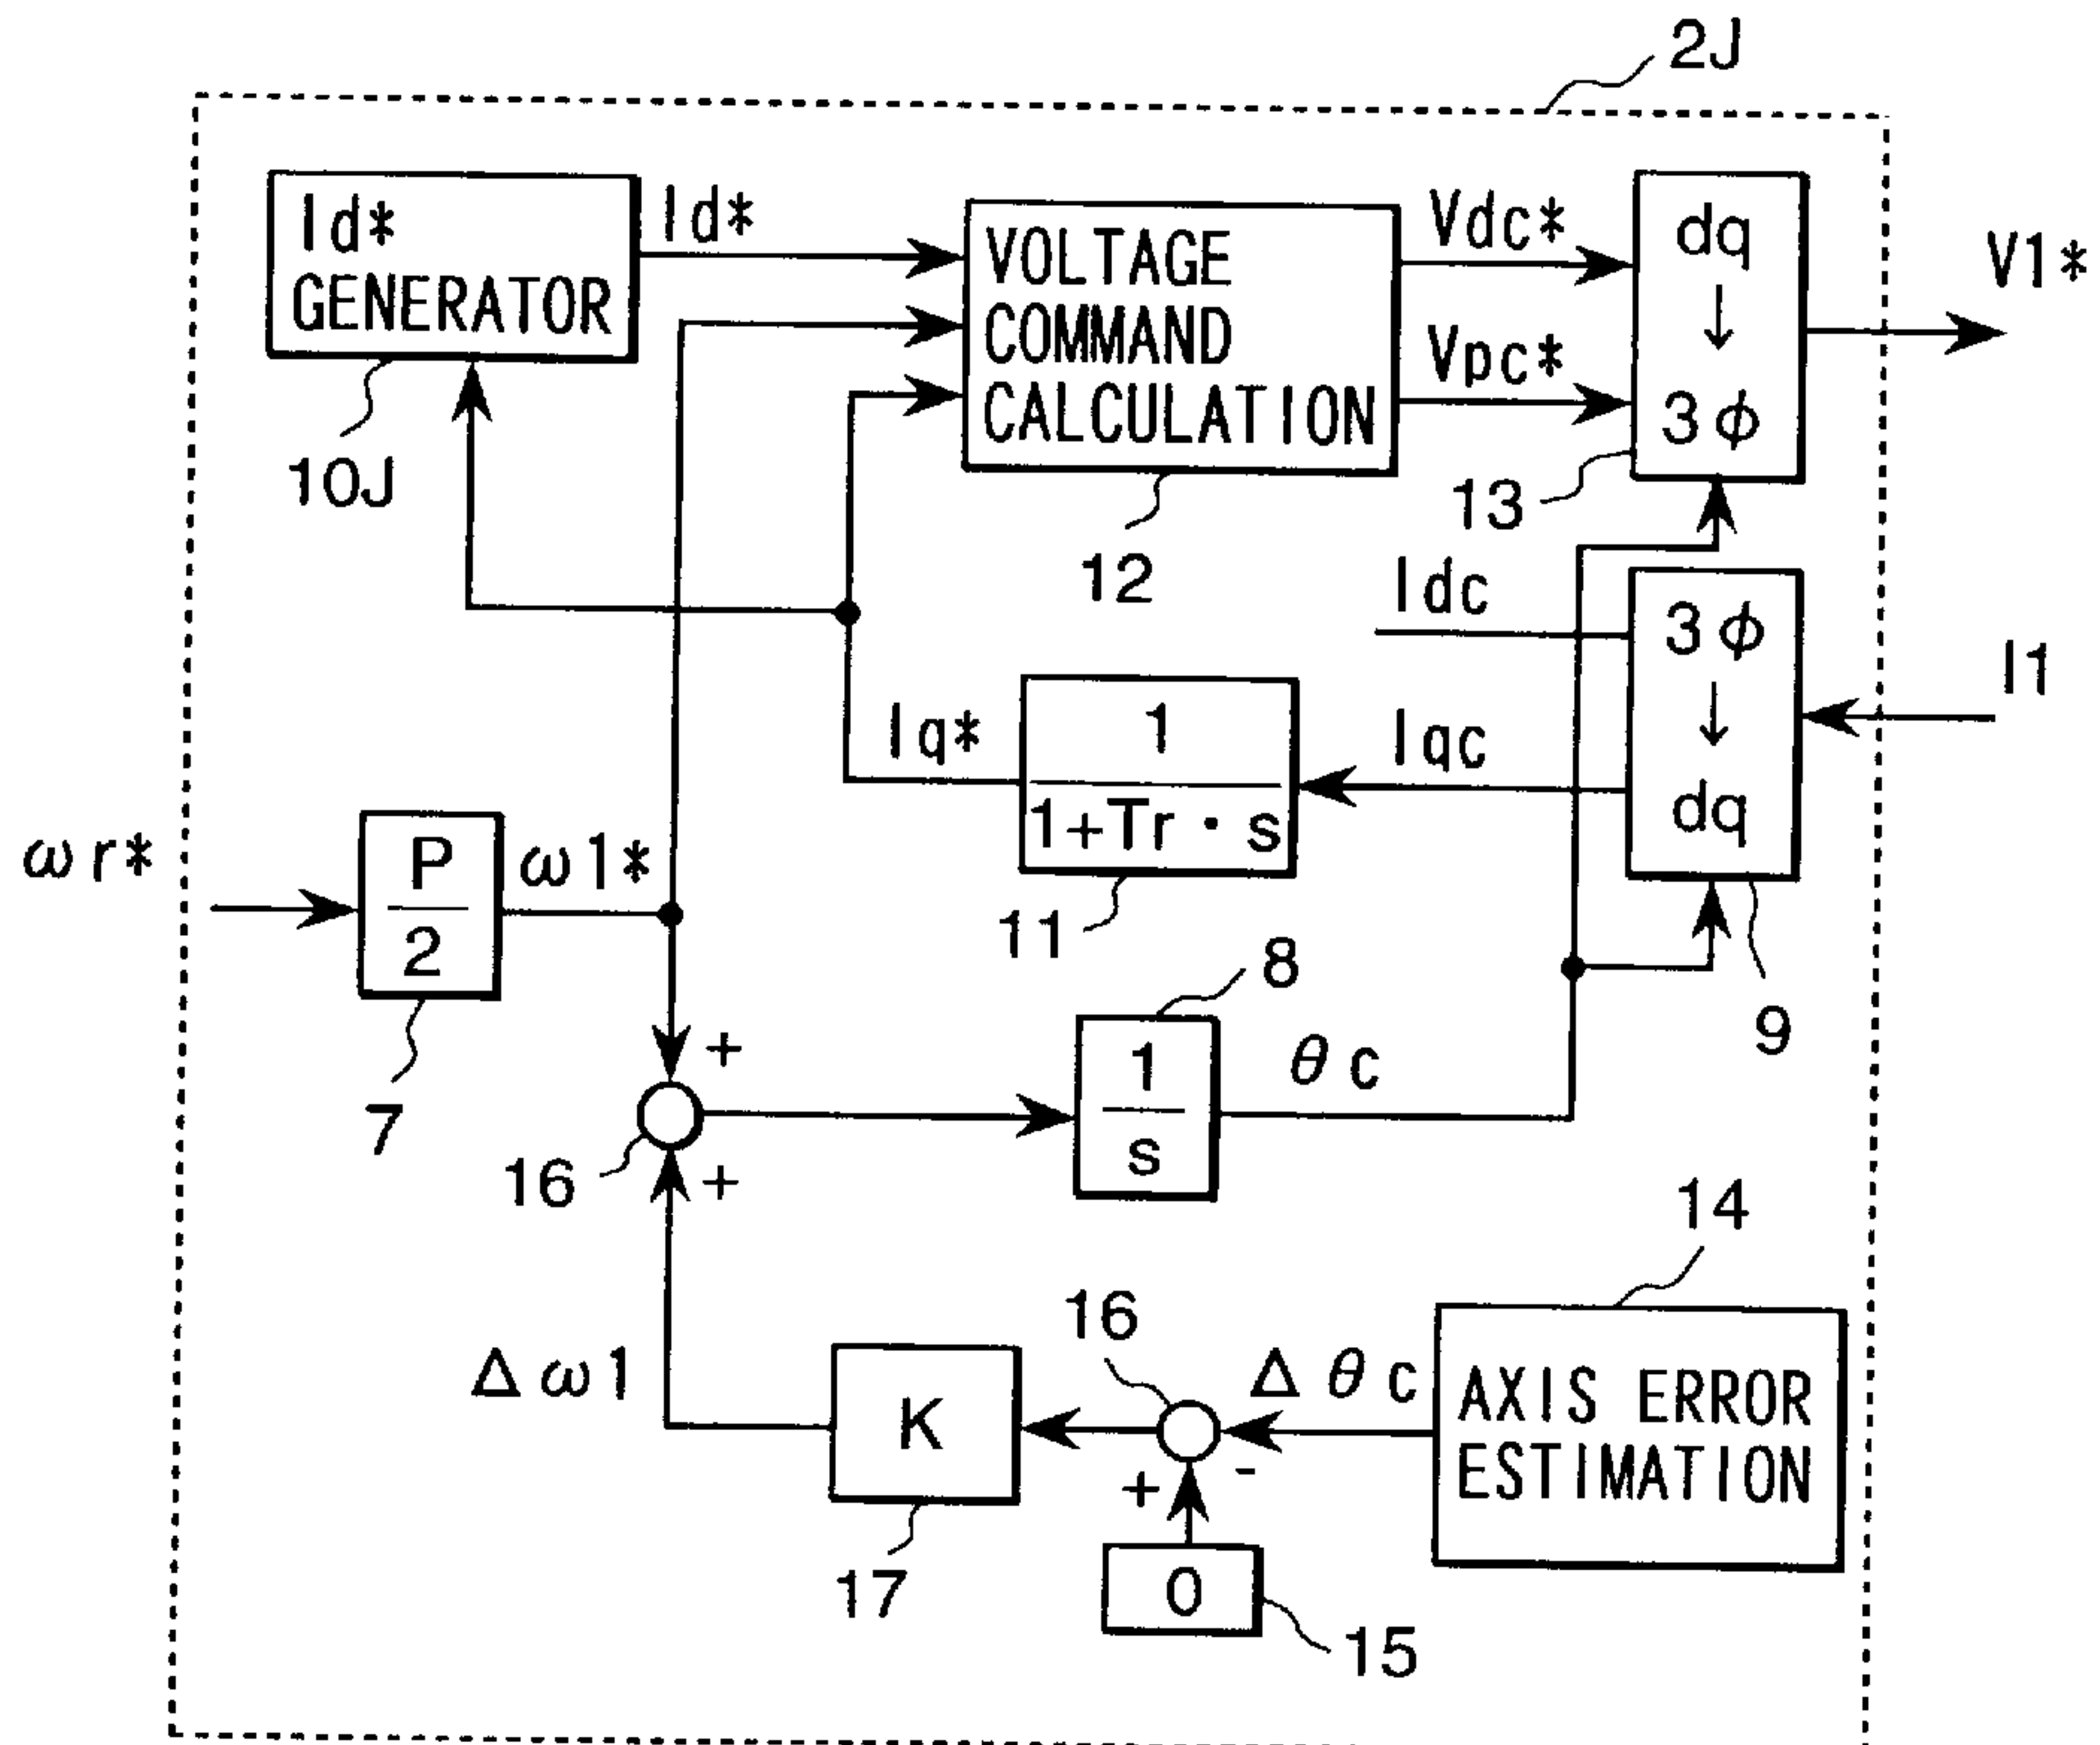 2J
Id*
GENERATOR
Id*
VOLTAGE
COMMAND
CALCULATION
Vdc*
Vpc*
dq
↓
3φ
V1*
10J
12
13
Idc
3φ
↓
dq
I1
Iq*
1
1+Tr・s
Iqc
11
ωr*
P
2
ω1*
7
8
9
+
16
+
1
s
θc
14
16
Δω1
K
Δθc
AXIS ERROR
ESTIMATION
+
-
17
0
15